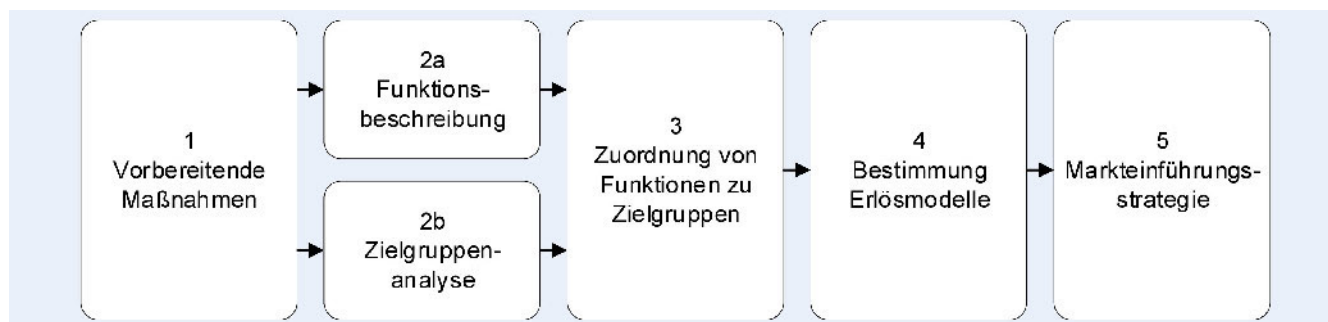 1
Vorbereitende
Maßnahmen
2a
Funktions-
beschreibung
2b
Zielgruppen-
analyse
3
Zuordnung von
Funktionen zu
Zielgruppen
4
Bestimmung
Erlösmodelle
5
Markteinführungs-
strategie